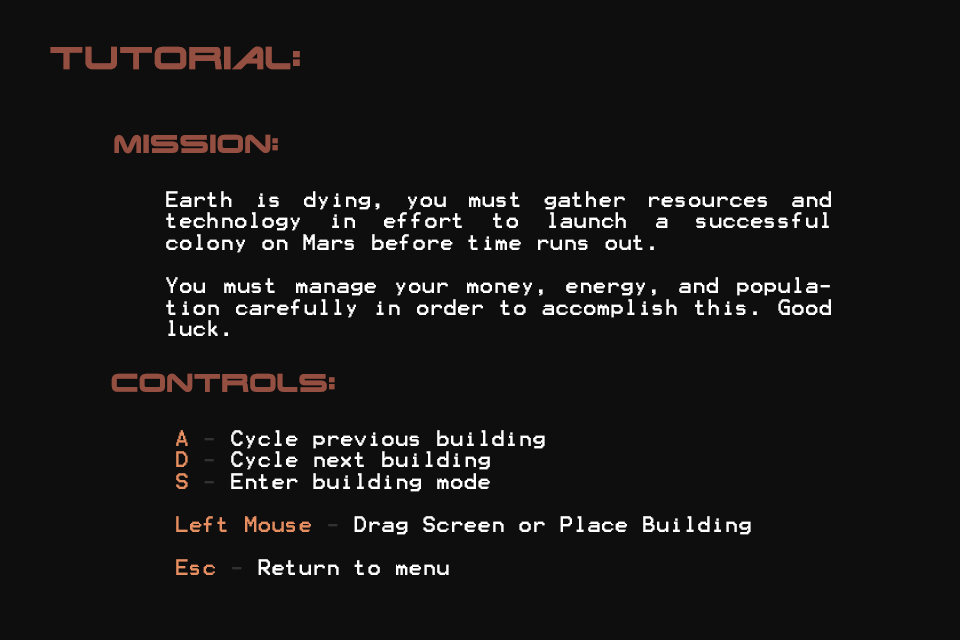 TUTORIAL:
MISSION:
Earth is dying, you must gather resources and
technology in effort to launch a successful
colony on Mars before time runs out.
You must manage your money, energy, and popula-
tion carefully in order to accomplish this. Good
luck.
CONTROLS:
A - Cycle previous building
D - Cycle next building
S - Enter building mode
Left Mouse - Drag Screen or Place Building
Esc - Return to menu